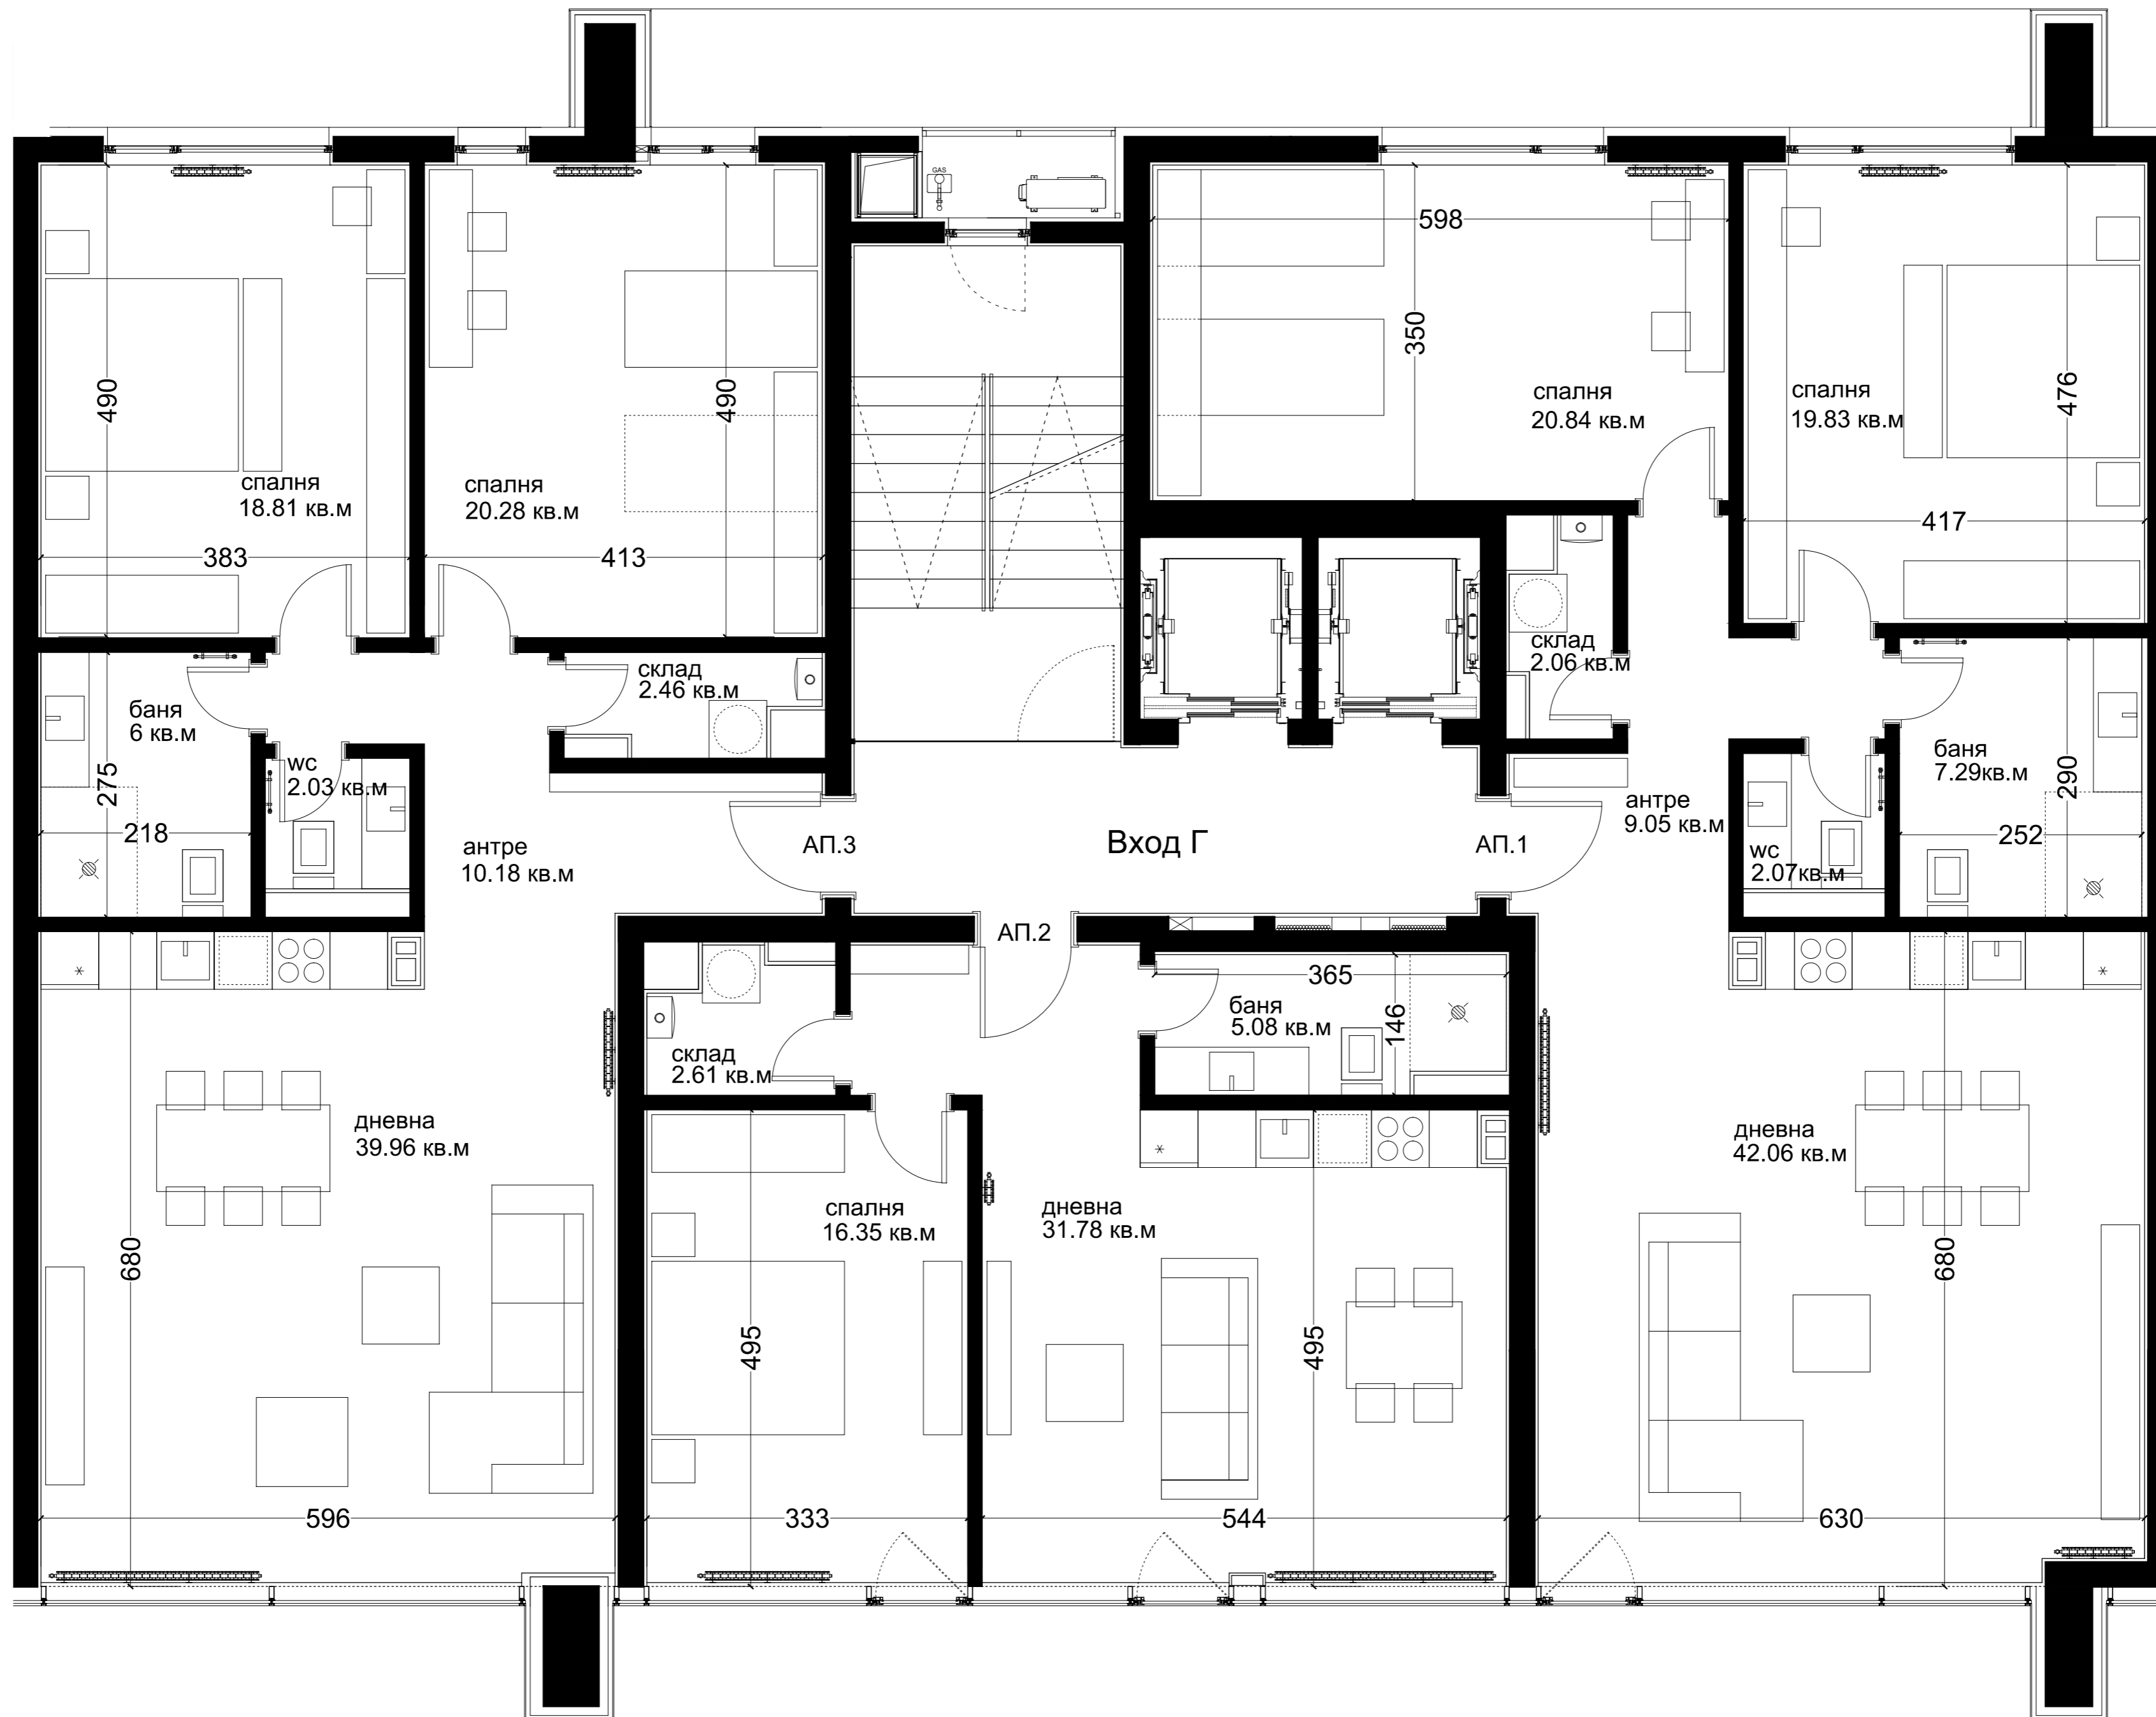 GAS
598
350
490
490
476
спалня
20.84 кв.м
спалня
19.83 кв.м
спалня
18.81 кв.м
спалня
20.28 кв.м
417
383
413
склад
2.06 кв.м
склад
2.46 кв.м
баня
6 кв.м
wc
2.03 кв.м
275
218
баня
7.29кв.м
290
252
антре
9.05 кв.м
wc
2.07кв.м
антре
10.18 кв.м
АП.3
Вход Г
АП.1
АП.2
365
146
баня
5.08 кв.м
склад
2.61 кв.м
дневна
39.96 кв.м
дневна
42.06 кв.м
спалня
16.35 кв.м
дневна
31.78 кв.м
680
680
495
495
596
333
544
630